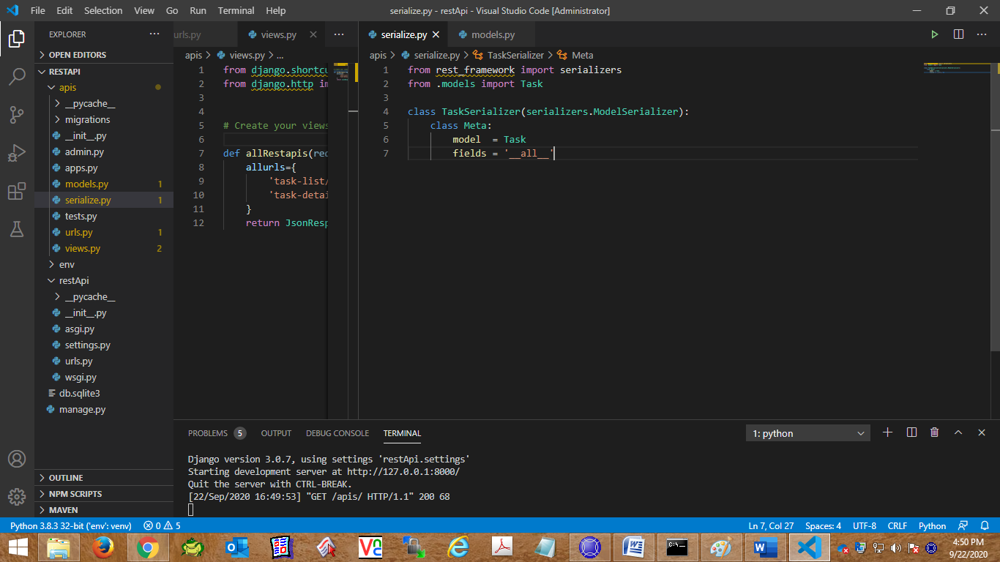 File Edit Selection View Go Run Terminal Help
serialize.py - restApi - Visual Studio Code [Administrator]
EXPLORER
OPEN EDITORS
RESTAPI
apis
__pycache__
migrations
__init__.py
admin.py
apps.py
models.py 1
serialize.py 1
tests.py
urls.py 1
views.py 2
env
restApi
__pycache__
__init__.py
asgi.py
settings.py
urls.py
wsgi.py
db.sqlite3
manage.py
OUTLINE
NPM SCRIPTS
MAVEN
urls.py views.py
apis > views.py > ...
1 from django.shortcu
2 from django.http im
3
4
5 # Create your views
6
7 def allRestapis(req
8 allurls={
9 'task-list/
10 'task-detai
11 }
12 return JsonResp
serialize.py models.py
apis > serialize.py > TaskSerializer > Meta
1 from rest_framework import serializers
2 from .models import Task
3
4 class TaskSerializer(serializers.ModelSerializer):
5 class Meta:
6 model = Task
7 fields = '__all__'
PROBLEMS 5 OUTPUT DEBUG CONSOLE TERMINAL
1: python
Django version 3.0.7, using settings 'restApi.settings'
Starting development server at http://127.0.0.1:8000/
Quit the server with CTRL-BREAK.
[22/Sep/2020 16:49:53] "GET /apis/ HTTP/1.1" 200 68
Python 3.8.3 32-bit ('env': venv) 0 5
Ln 7, Col 27 Spaces: 4 UTF-8 CRLF Python
4:50 PM
9/22/2020